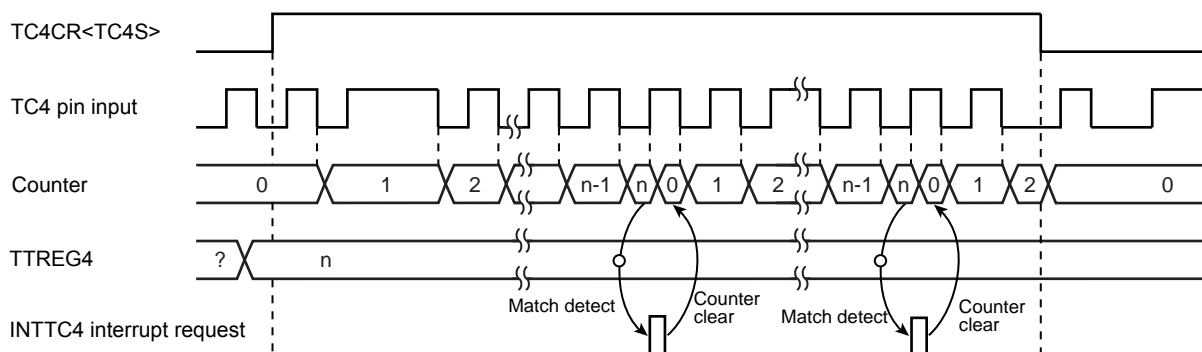 TC4CR<TC4S>
TC4 pin input
Counter 0 1 2 n-1 n 0 1 2 n-1 n 0 1 2 0
TTREG4 ? n
Match detect Counter clear Match detect Counter clear
INTTC4 interrupt request